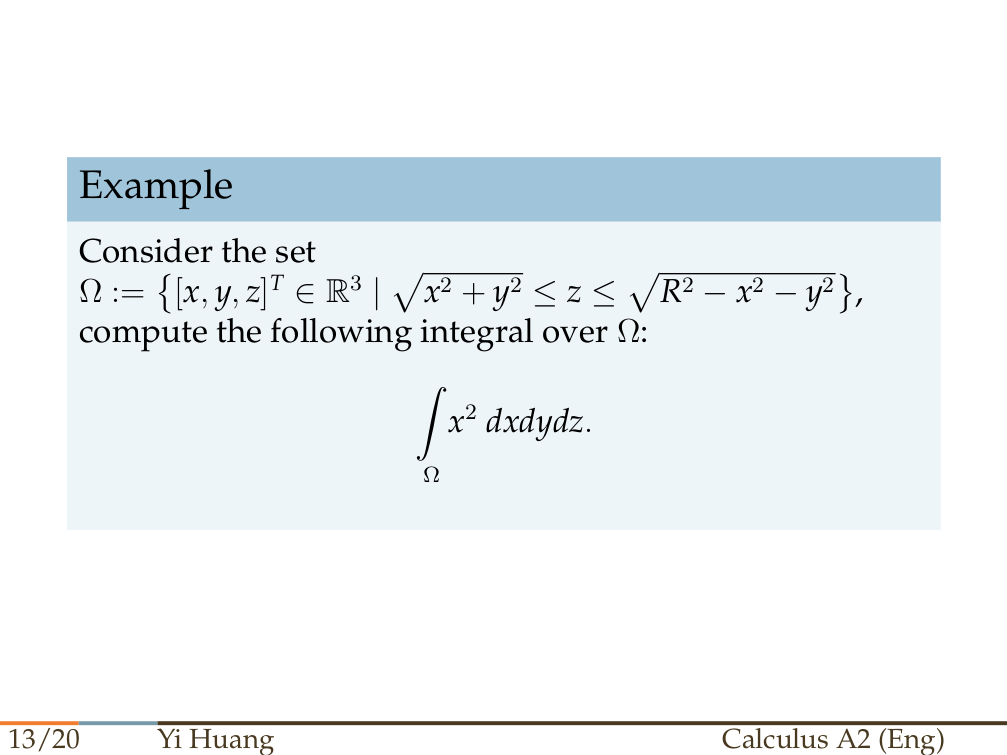 Example
Consider the set
Ω := {[x, y, z]ᵀ ∈ ℝ³ | √(x² + y²) ≤ z ≤ √(R² − x² − y²)},
compute the following integral over Ω:
∫ x² dxdydz.
Ω
13/20 Yi Huang Calculus A2 (Eng)